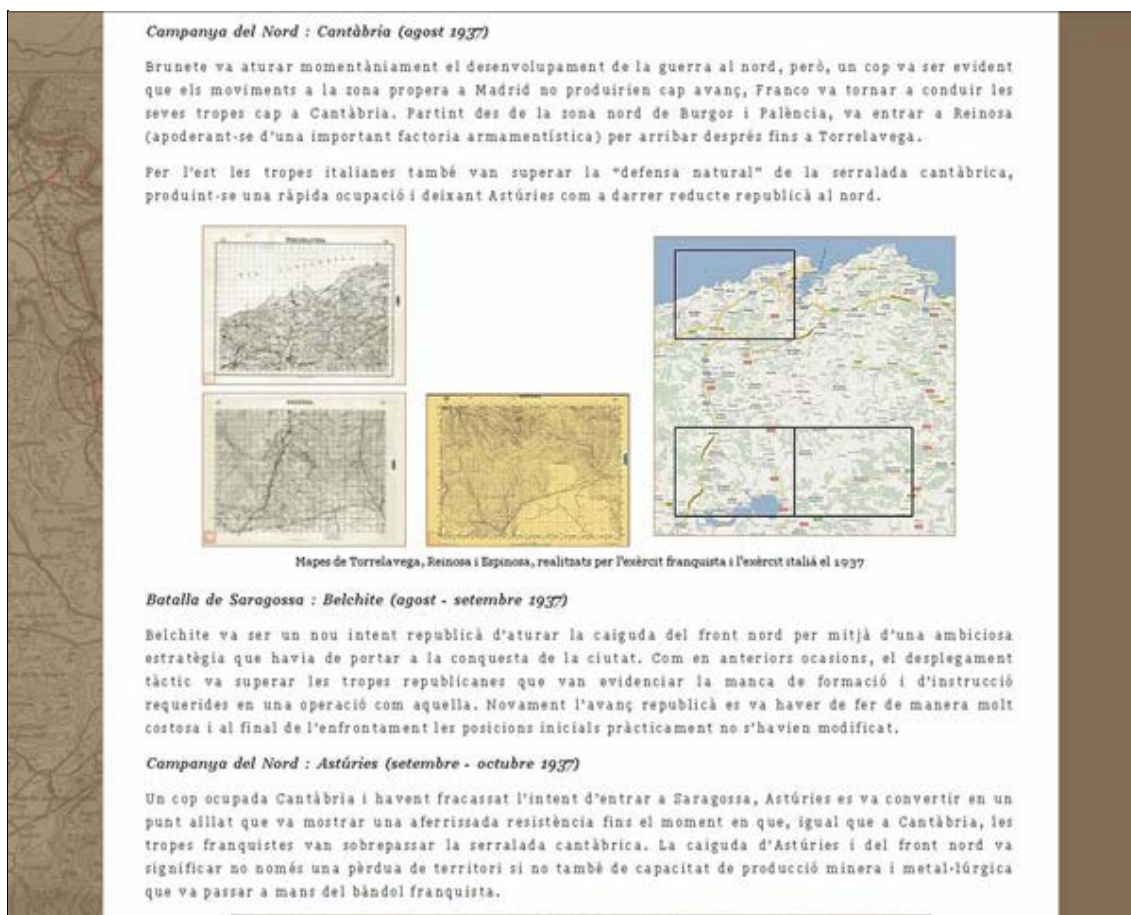 Campanya del Nord : Cantàbria (agost 1937)
Brunete va aturar momentàniament el desenvolupament de la guerra al nord, però, un cop va ser evident
que els moviments a la zona propera a Madrid no produirien cap avanç, Franco va tornar a conduir les
seves tropes cap a Cantàbria. Partint des de la zona nord de Burgos i Palència, va entrar a Reinosa
(apoderant-se d'una important factoria armamentística) per arribar desprès fins a Torrelavega.
Per l'est les tropes italianes també van superar la "defensa natural" de la serralada cantàbrica,
produint-se una ràpida ocupació i deixant Astúries com a darrer reducte republicà al nord.
TORRELAVEGA
Mapes de Torrelavega, Reinosa i Espinosa, realitzats per l'exèrcit franquista i l'exèrcit italià el 1937
Batalla de Saragossa : Belchite (agost - setembre 1937)
Belchite va ser un nou intent republicà d'aturar la caiguda del front nord per mitjà d'una ambiciosa
estratègia que havia de portar a la conquesta de la ciutat. Com en anteriors ocasions, el desplegament
tàctic va superar les tropes republicanes que van evidenciar la manca de formació i d'instrucció
requerides en una operació com aquella. Novament l'avanç republicà es va haver de fer de manera molt
costosa i al final de l'enfrontament les posicions inicials pràcticament no s'havien modificat.
Campanya del Nord : Astúries (setembre - octubre 1937)
Un cop ocupada Cantàbria i havent fracassat l'intent d'entrar a Saragossa, Astúries es va convertir en un
punt aïllat que va mostrar una aferrissada resistència fins el moment en que, igual que a Cantàbria, les
tropes franquistes van sobrepassar la serralada cantàbrica. La caiguda d'Astúries i del front nord va
significar no només una pèrdua de territori si no també de capacitat de producció minera i metal-lúrgica
que va passar a mans del bàndol franquista.